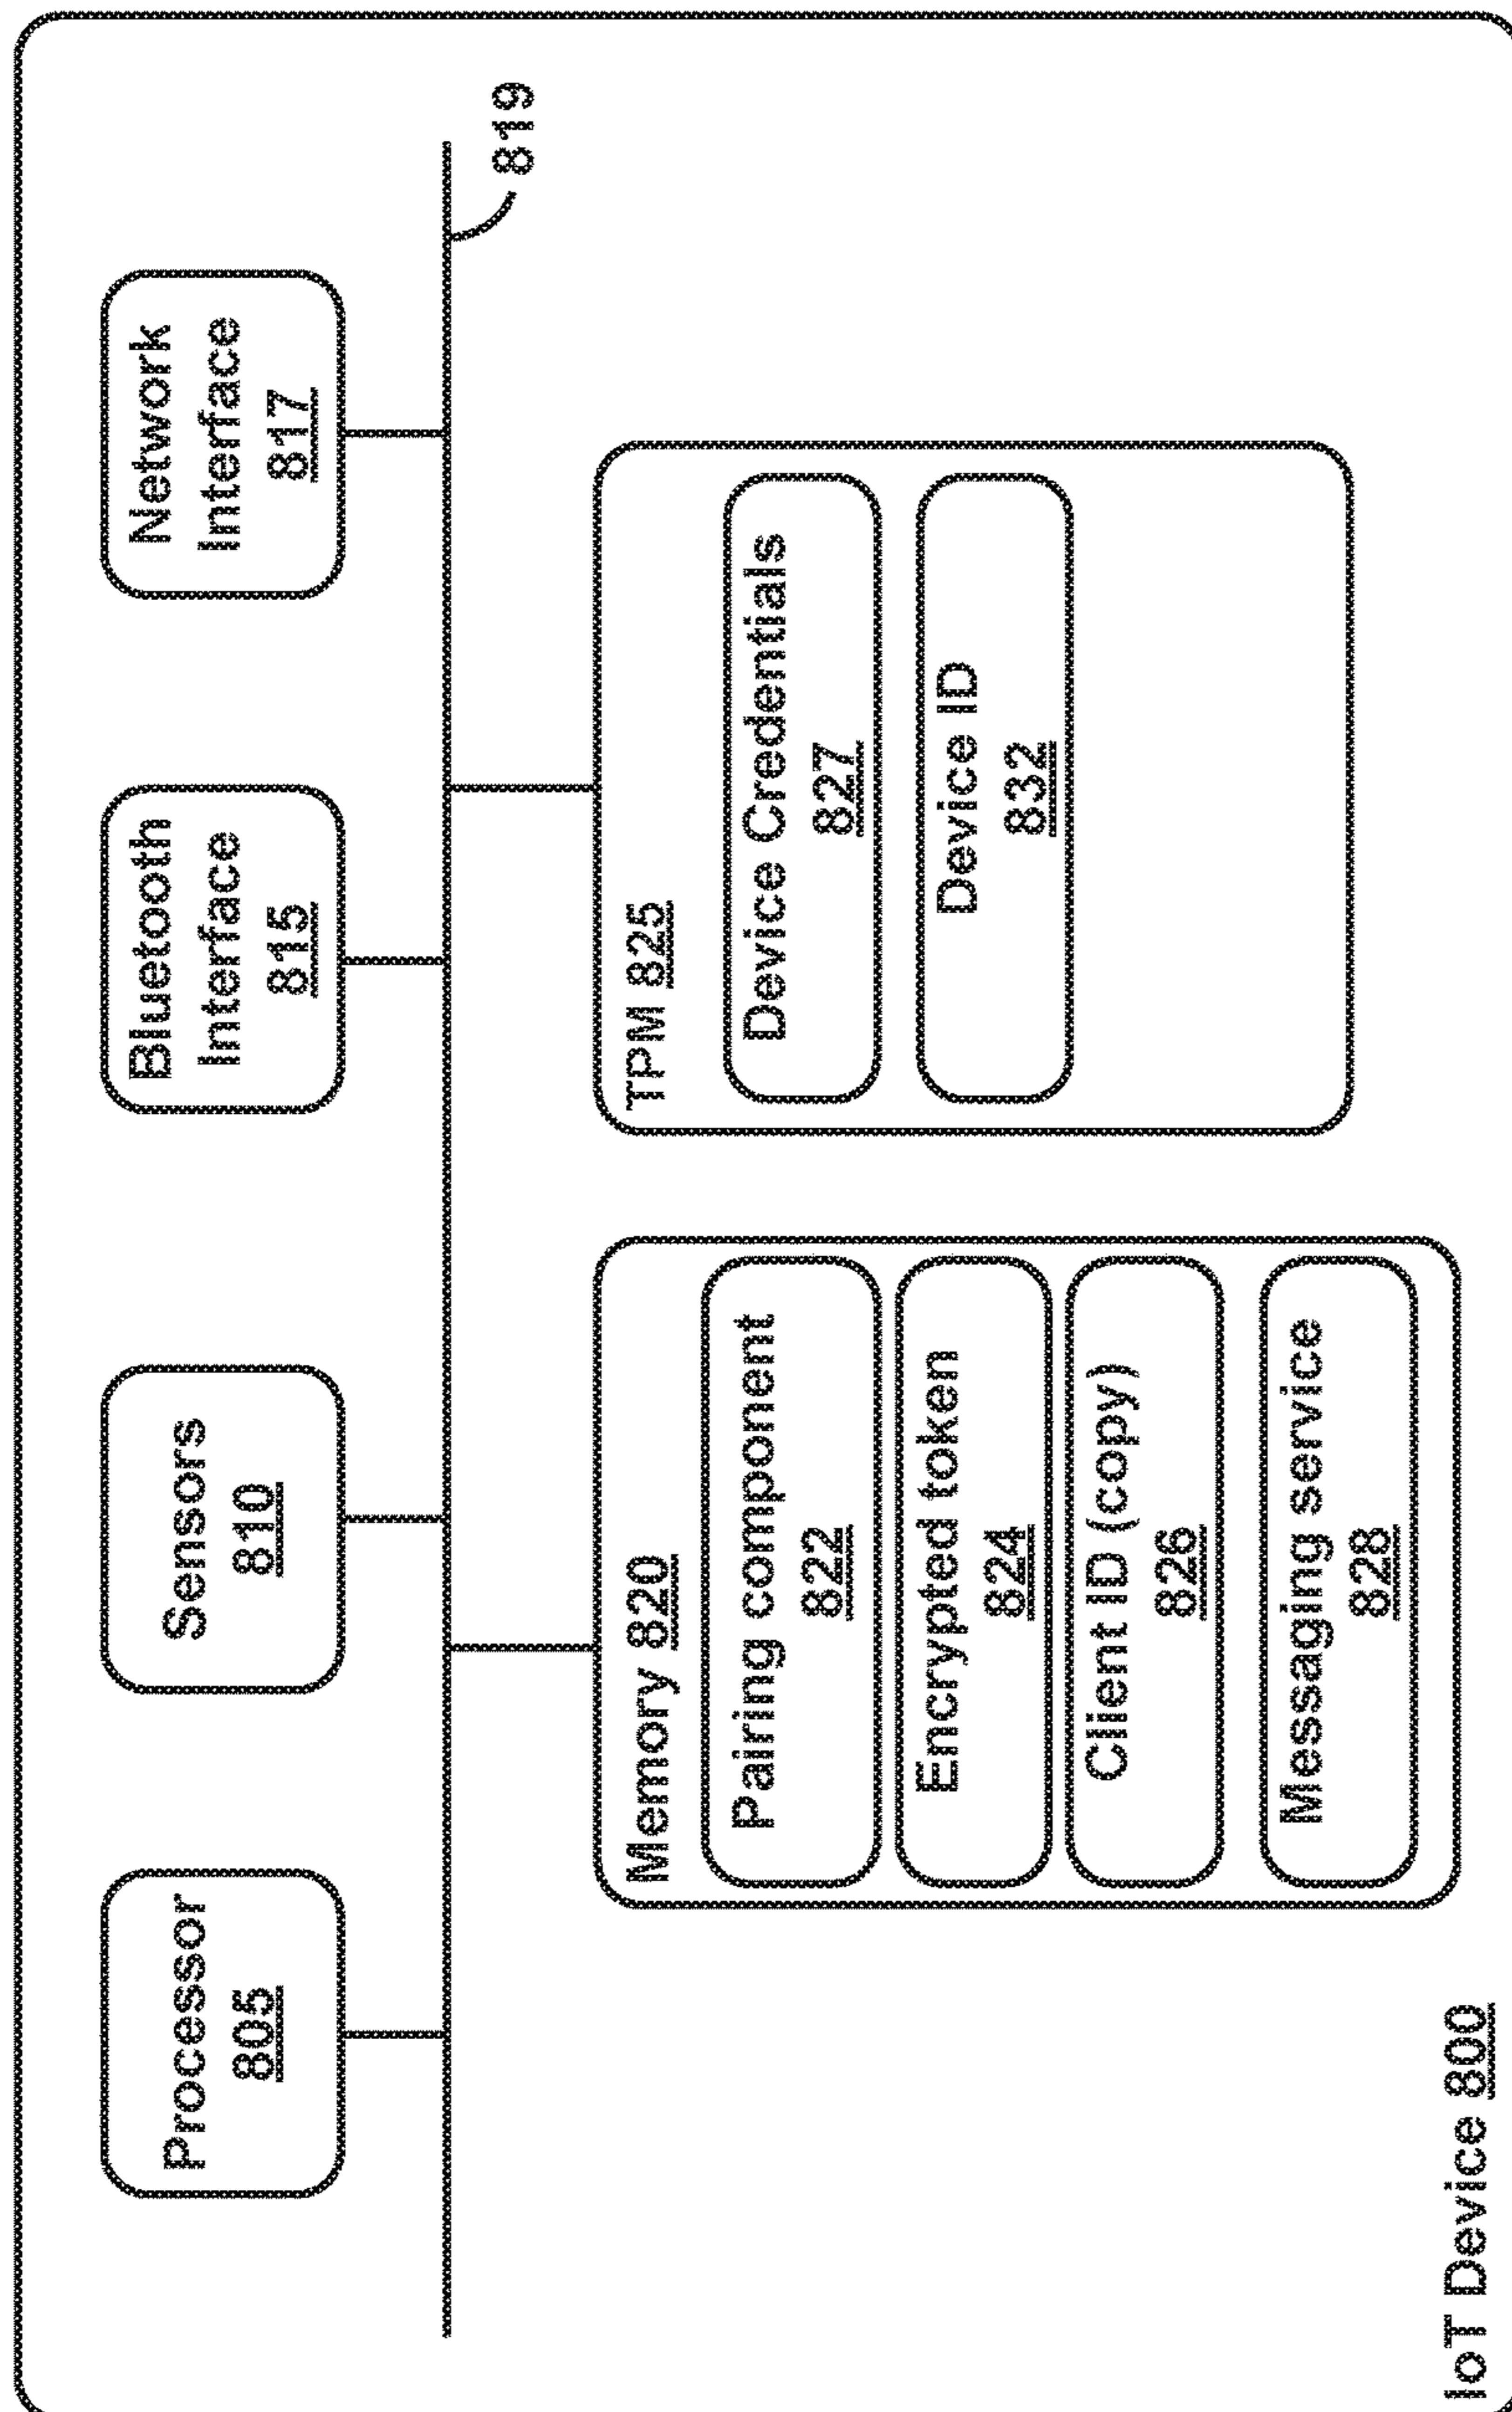 Processor
805
Sensors
810
Bluetooth
Interface
815
Network
Interface
817
819
Memory 820
Pairing component
822
Encrypted token
824
Client ID (copy)
826
Messaging service
828
TPM 825
Device Credentials
827
Device ID
832
IoT Device 800